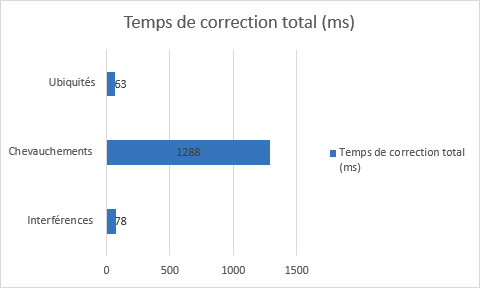 Temps de correction total (ms)
Ubiquités
63
Chevauchements
1288
Interférences
78
Temps de correction total
(ms)
0 500 1000 1500